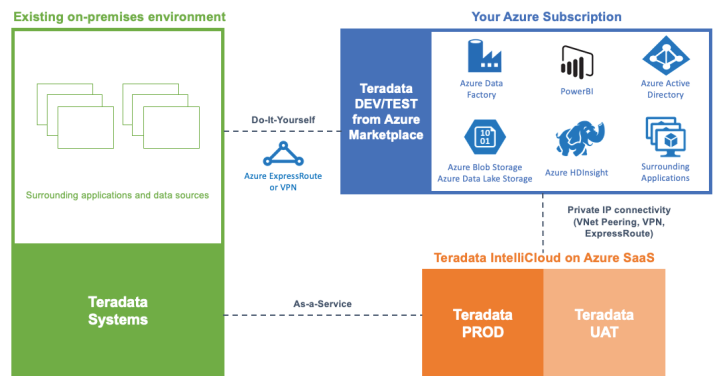 Existing on-premises environment
Your Azure Subscription
Surrounding applications and data sources
Teradata
Systems
Do-It-Yourself
Azure ExpressRoute
or VPN
As-a-Service
Teradata
DEV/TEST
from Azure
Marketplace
Azure Data
Factory
PowerBI
Azure Active
Directory
10
01
Azure Blob Storage
Azure Data Lake Storage
Azure HDInsight
Surrounding
Applications
Private IP connectivity
(VNet Peering, VPN,
ExpressRoute)
Teradata IntelliCloud on Azure SaaS
Teradata
PROD
Teradata
UAT